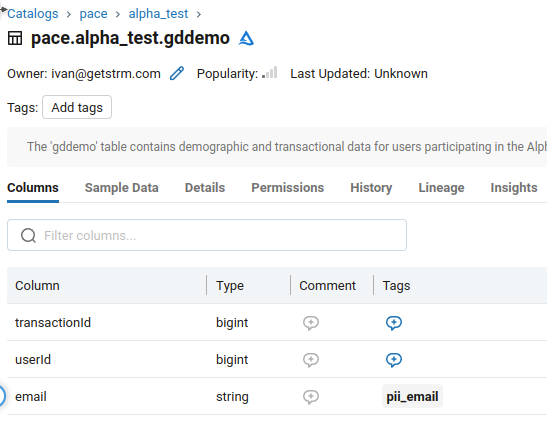 Catalogs > pace > alpha_test >
pace.alpha_test.gddemo
Owner: ivan@getstrm.com Popularity: Last Updated: Unknown
Tags: Add tags
The 'gddemo' table contains demographic and transactional data for users participating in the Alph
Columns Sample Data Details Permissions History Lineage Insights
Filter columns...
Column Type Comment Tags
transactionId bigint
userId bigint
email string pii_email